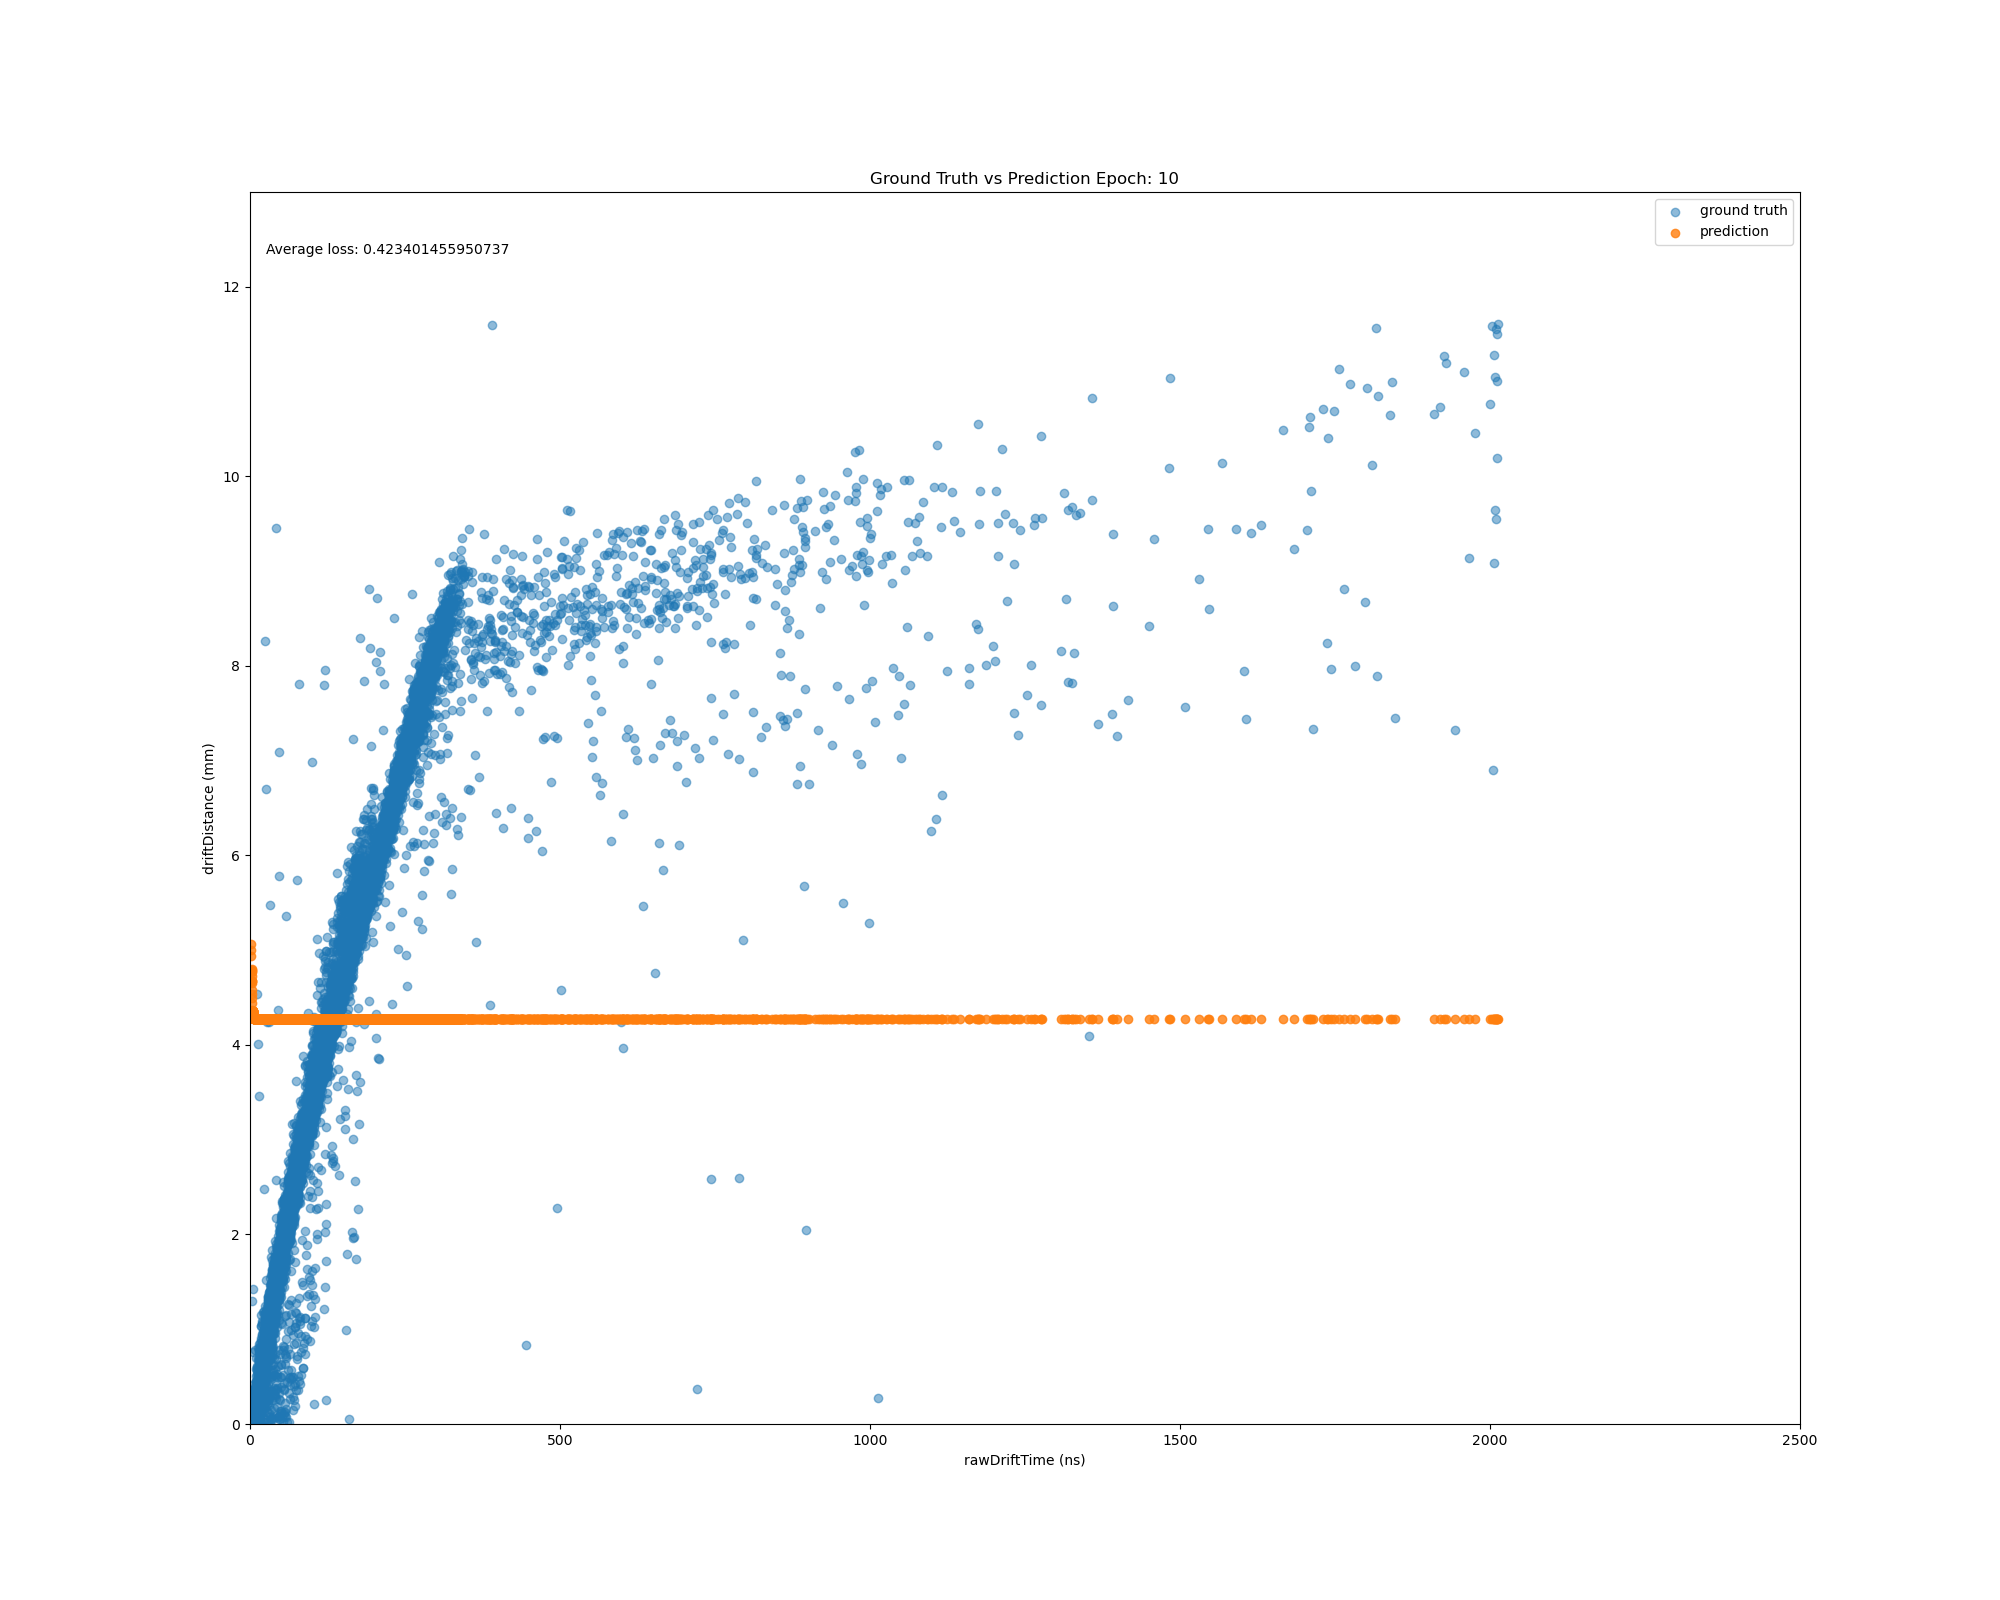 Ground Truth vs Prediction Epoch: 10
ground truth
prediction
Average loss: 0.423401455950737
12
10
8
6
4
2
0
driftDistance (mm)
0 500 1000 1500 2000 2500
rawDriftTime (ns)